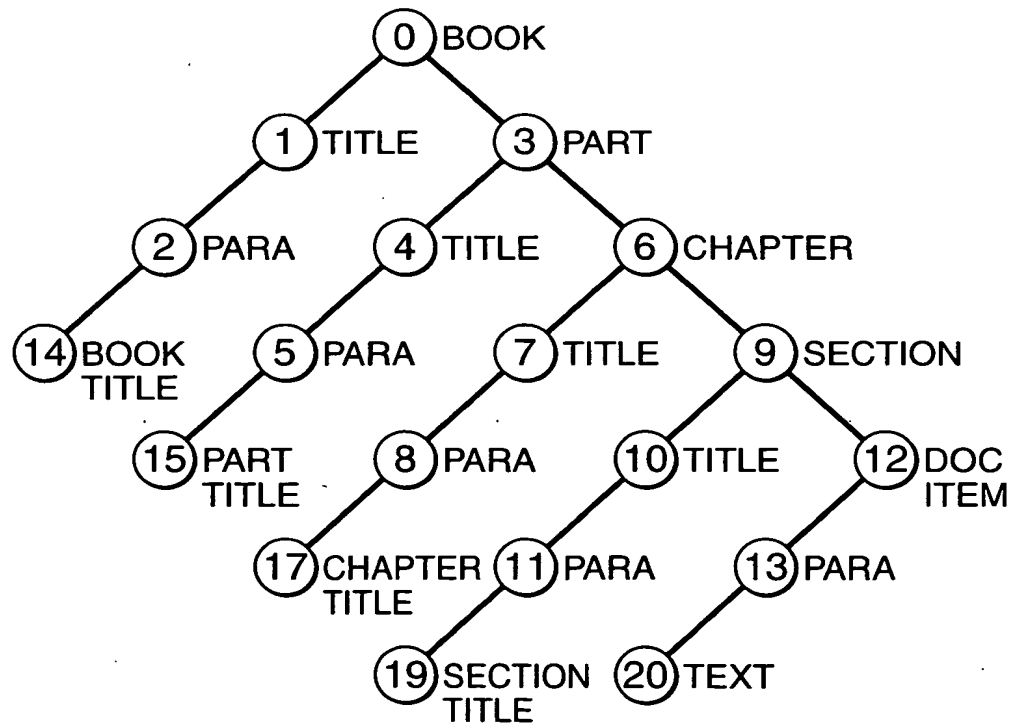 0 BOOK
1 TITLE 3 PART
2 PARA 4 TITLE 6 CHAPTER
14 BOOK 5 PARA 7 TITLE 9 SECTION
TITLE
15 PART 8 PARA 10 TITLE 12 DOC
TITLE ITEM
17 CHAPTER 11 PARA 13 PARA
TITLE
19 SECTION 20 TEXT
TITLE